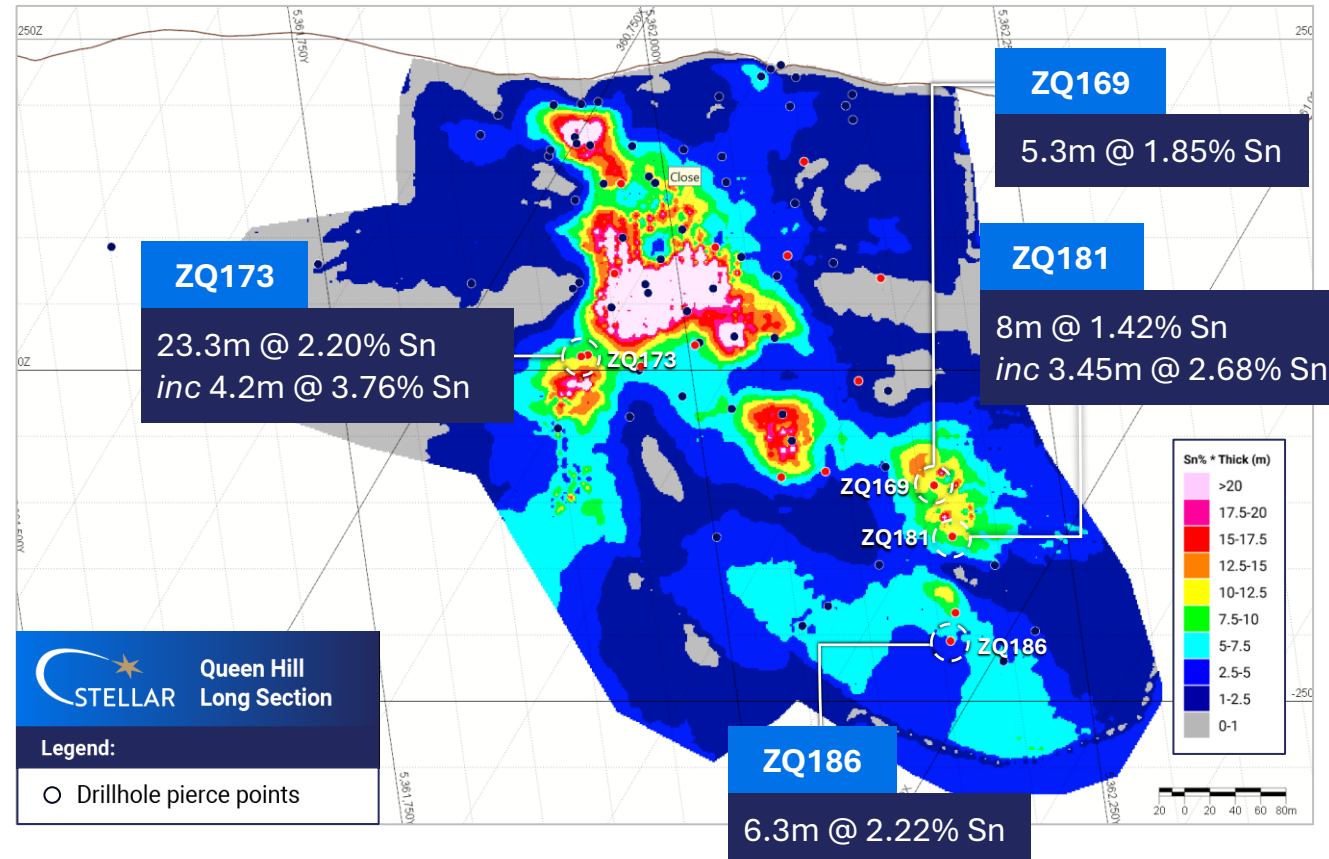 250Z
5,361,750Y
360,750X
5,362,000Y
250
ZQ169
5.3m @ 1.85% Sn
Close
ZQ181
8m @ 1.42% Sn
inc 3.45m @ 2.68% Sn
ZQ173
23.3m @ 2.20% Sn
inc 4.2m @ 3.76% Sn
0Z
ZQ173
ZQ169
ZQ181
ZQ186
Sn% * Thick (m)
>20
17.5-20
15-17.5
12.5-15
10-12.5
7.5-10
5-7.5
2.5-5
1-2.5
0-1
-250
STELLAR
Queen Hill
Long Section
Legend:
Drillhole pierce points
5,361,750Y
5,362,250Y
ZQ186
6.3m @ 2.22% Sn
20 0 20 40 60 80m